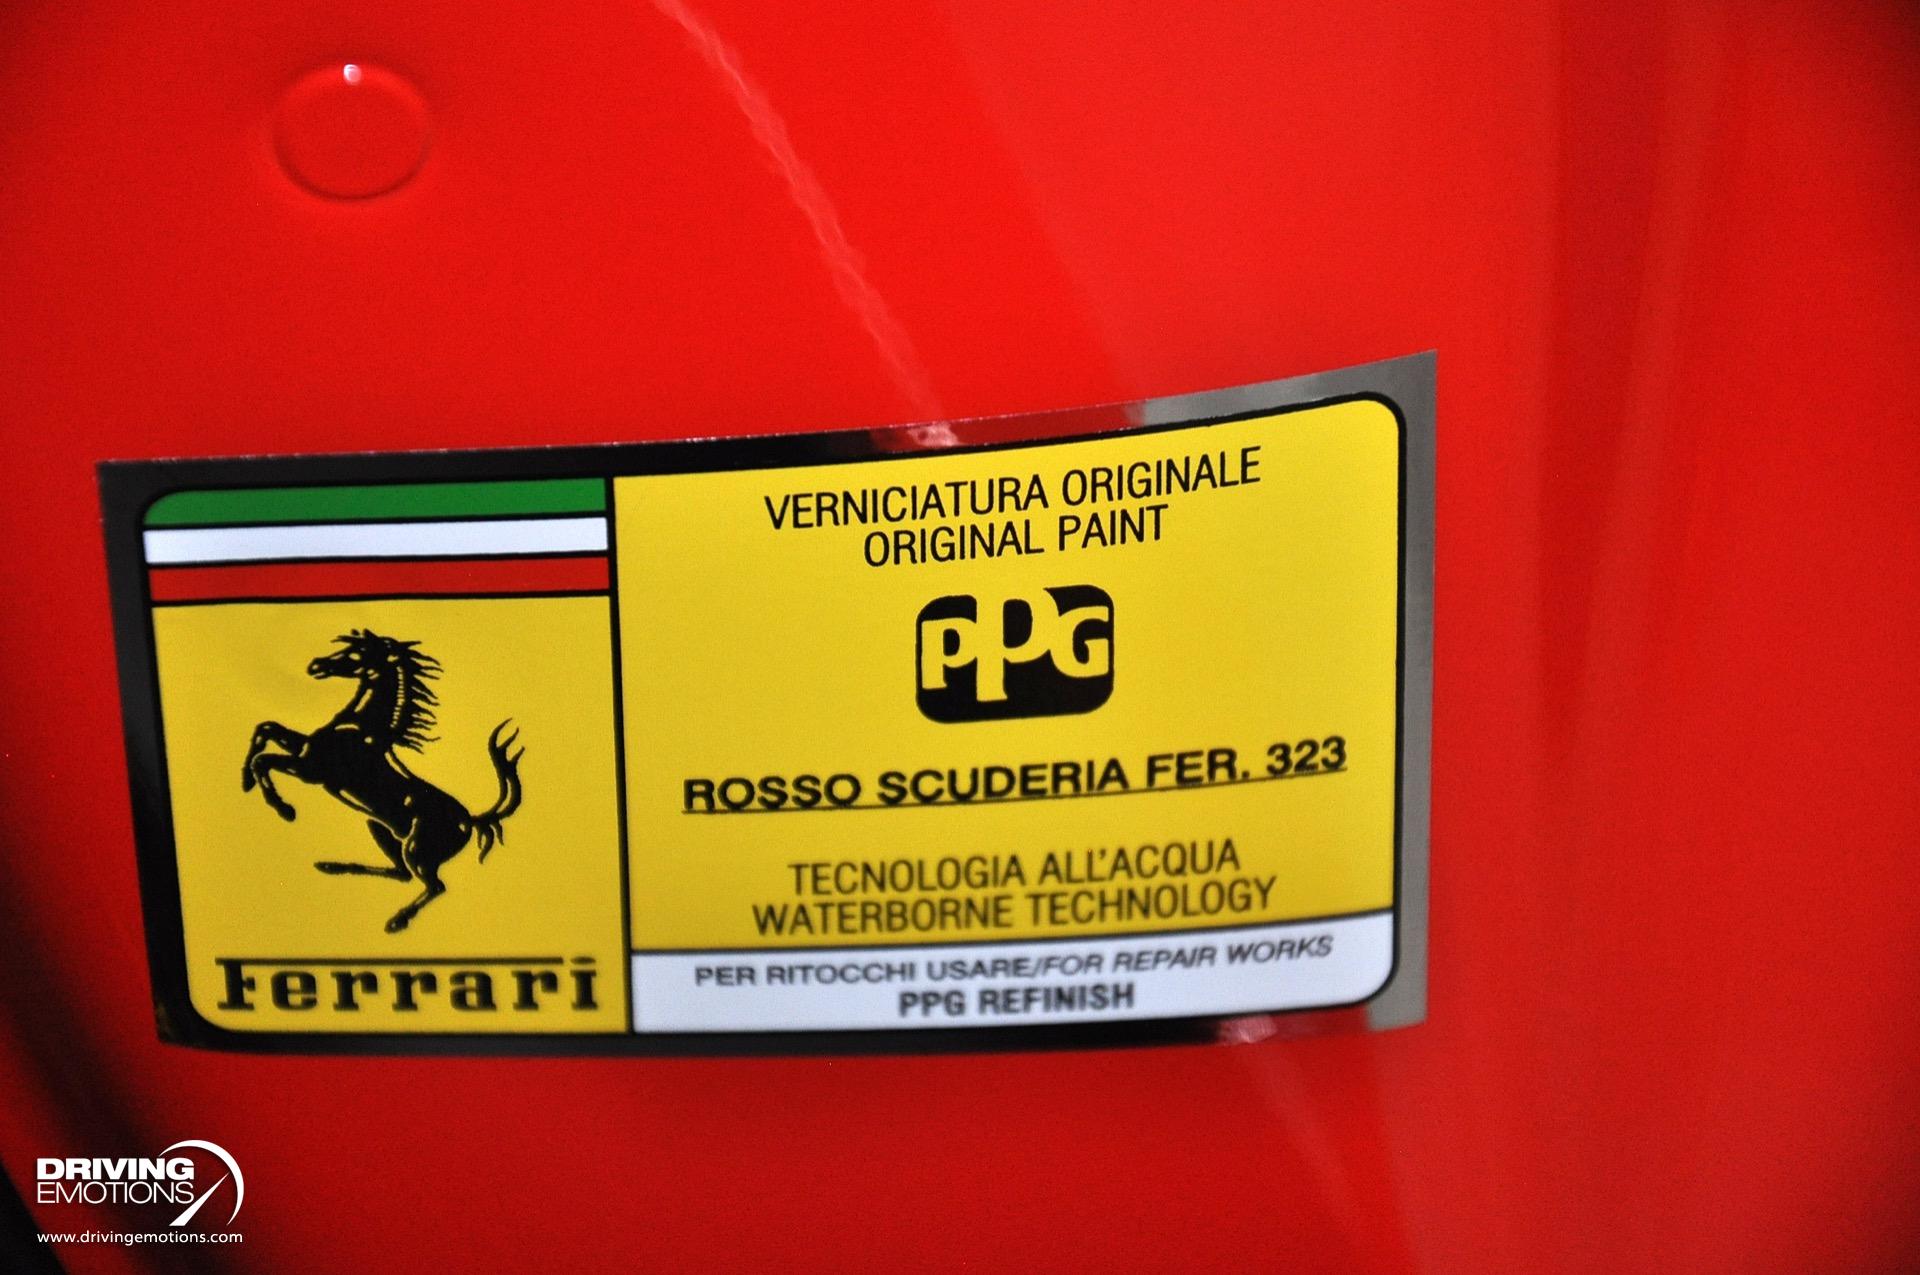 VERNICIATURA ORIGINALE
ORIGINAL PAINT
PPG
ROSSO SCUDERIA FER. 323
TECNOLOGIA ALL'ACQUA
WATERBORNE TECHNOLOGY
PER RITOCCHI USARE/FOR REPAIR WORKS
PPG REFINISH
Ferrari
DRIVING
EMOTIONS
www.drivingemotions.com